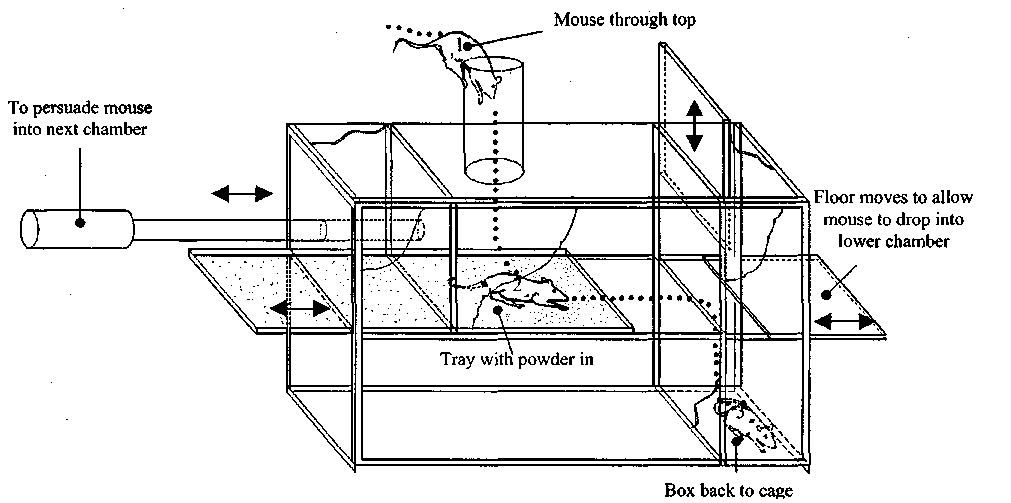 Mouse through top
To persuade mouse
into next chamber
Floor moves to allow
mouse to drop into
lower chamber
Tray with powder in
Box back to cage